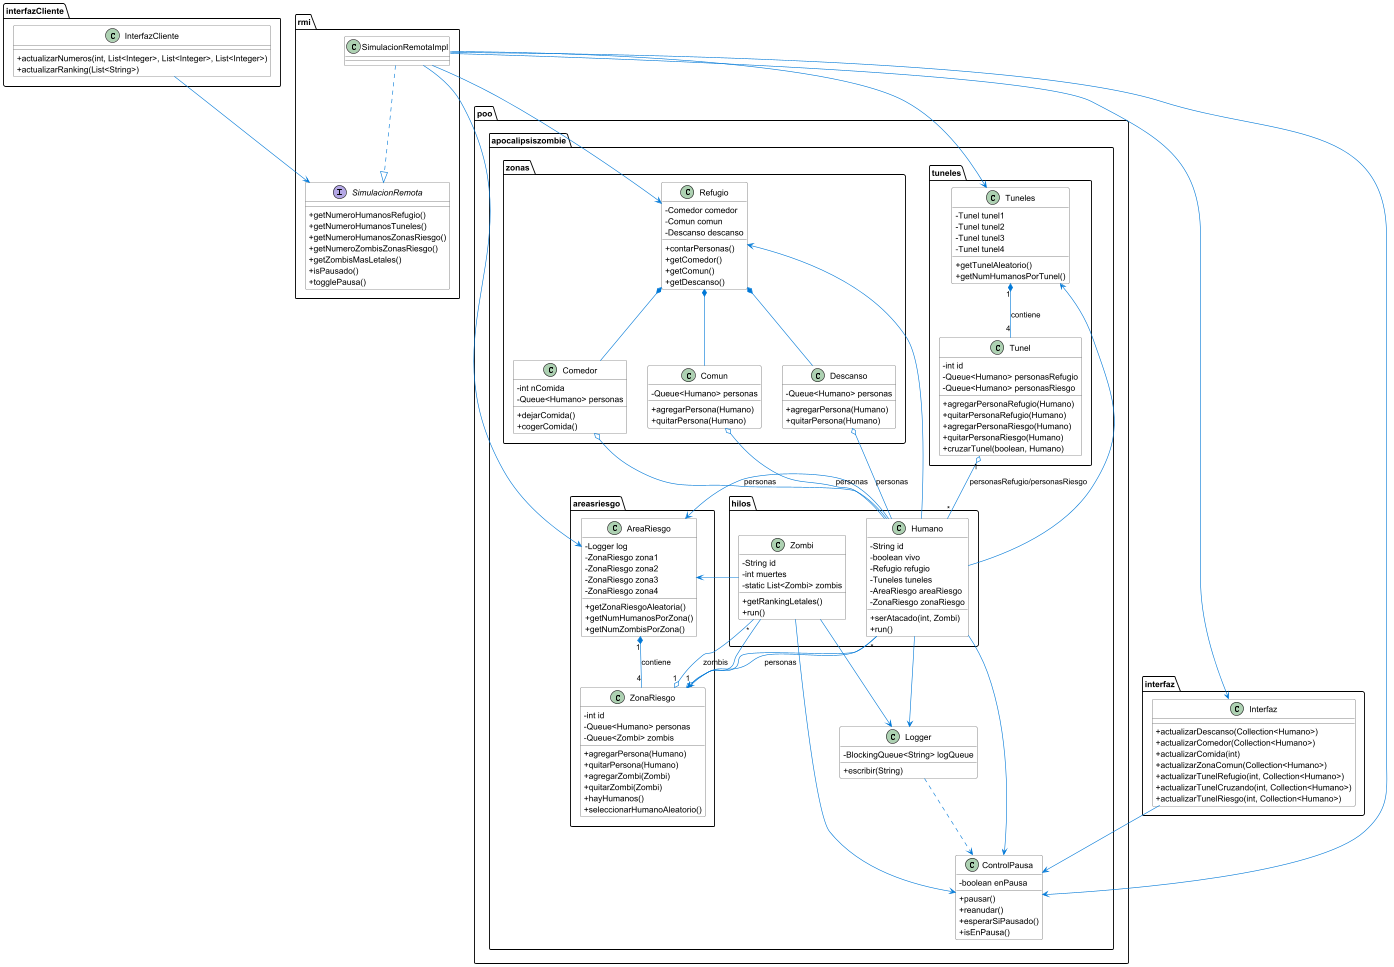 interfazCliente
C InterfazCliente
+actualizarNumeros(int, List<Integer>, List<Integer>, List<Integer>)
+actualizarRanking(List<String>)
rmi
C SimulacionRemotaImpl
I SimulacionRemota
+getNumeroHumanosRefugio()
+getNumeroHumanosTuneles()
+getNumeroHumanosZonasRiesgo()
+getNumeroZombisZonasRiesgo()
+getZombisMasLetales()
+isPausado()
+togglePausa()
poo
apocalipsiszombie
zonas
C Refugio
-Comedor comedor
-Comun comun
-Descanso descanso
+contarPersonas()
+getComedor()
+getComun()
+getDescanso()
C Comedor
-int nComida
-Queue<Humano> personas
+dejarComida()
+cogerComida()
C Comun
-Queue<Humano> personas
+agregarPersona(Humano)
+quitarPersona(Humano)
C Descanso
-Queue<Humano> personas
+agregarPersona(Humano)
+quitarPersona(Humano)
tuneles
C Tuneles
-Tunel tunel1
-Tunel tunel2
-Tunel tunel3
-Tunel tunel4
+getTunelAleatorio()
+getNumHumanosPorTunel()
1
contiene
4
C Tunel
-int id
-Queue<Humano> personasRefugio
-Queue<Humano> personasRiesgo
+agregarPersonaRefugio(Humano)
+quitarPersonaRefugio(Humano)
+agregarPersonaRiesgo(Humano)
+quitarPersonaRiesgo(Humano)
+cruzarTunel(boolean, Humano)
1
personas
personas
personas
personasRefugio/personasRiesgo
*
areasriesgo
C AreaRiesgo
-Logger log
-ZonaRiesgo zona1
-ZonaRiesgo zona2
-ZonaRiesgo zona3
-ZonaRiesgo zona4
+getZonaRiesgoAleatoria()
+getNumHumanosPorZona()
+getNumZombisPorZona()
1
contiene
4
hilos
C Zombi
-String id
-int muertes
-static List<Zombi> zombis
+getRankingLetales()
+run()
*
C Humano
-String id
-boolean vivo
-Refugio refugio
-Tuneles tuneles
-AreaRiesgo areaRiesgo
-ZonaRiesgo zonaRiesgo
+serAtacado(int, Zombi)
+run()
*
zombis
personas
1
1
C ZonaRiesgo
-int id
-Queue<Humano> personas
-Queue<Zombi> zombis
+agregarPersona(Humano)
+quitarPersona(Humano)
+agregarZombi(Zombi)
+quitarZombi(Zombi)
+hayHumanos()
+seleccionarHumanoAleatorio()
C Logger
-BlockingQueue<String> logQueue
+escribir(String)
interfaz
C Interfaz
+actualizarDescanso(Collection<Humano>)
+actualizarComedor(Collection<Humano>)
+actualizarComida(int)
+actualizarZonaComun(Collection<Humano>)
+actualizarTunelRefugio(int, Collection<Humano>)
+actualizarTunelCruzando(int, Collection<Humano>)
+actualizarTunelRiesgo(int, Collection<Humano>)
C ControlPausa
-boolean enPausa
+pausar()
+reanudar()
+esperarSiPausado()
+isEnPausa()